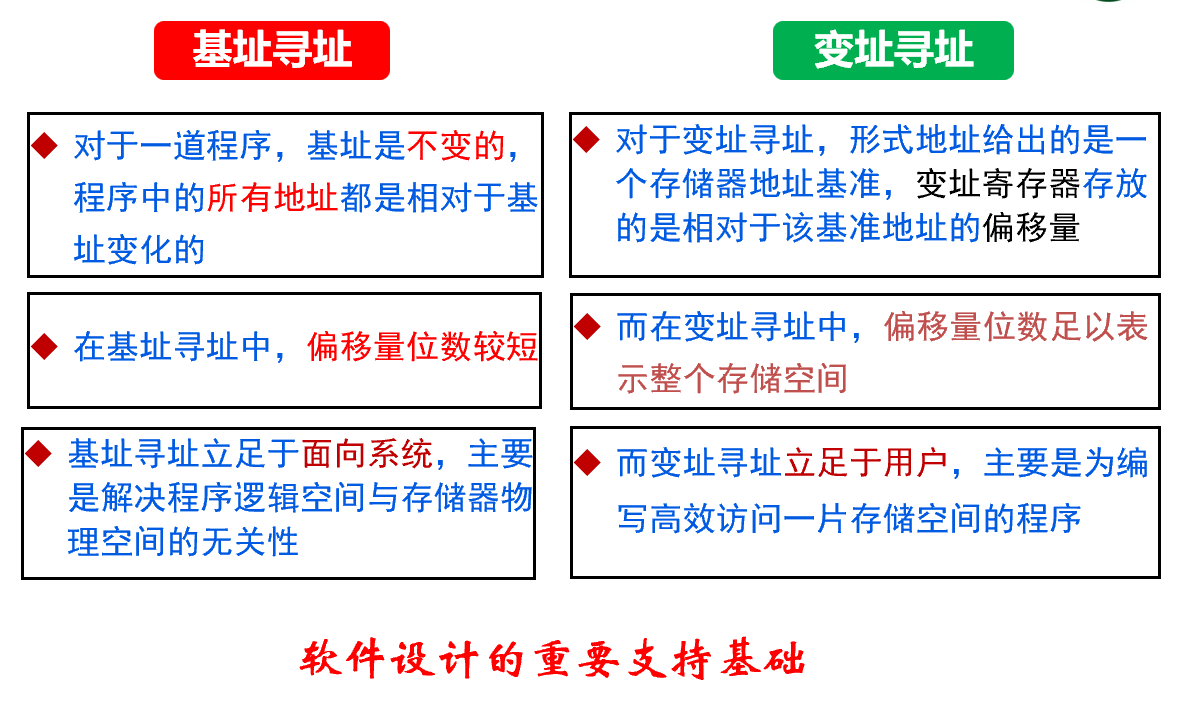 基址寻址
变址寻址
对于一道程序，基址是不变的，
程序中的所有地址都是相对于基
址变化的
对于变址寻址，形式地址给出的是一
个存储器地址基准，变址寄存器存放
的是相对于该基准地址的偏移量
在基址寻址中，偏移量位数较短
而在变址寻址中，偏移量位数足以表
示整个存储空间
基址寻址立足于面向系统，主要
是解决程序逻辑空间与存储器物
理空间的无关性
而变址寻址立足于用户，主要是为编
写高效访问一片存储空间的程序
软件设计的重要支持基础